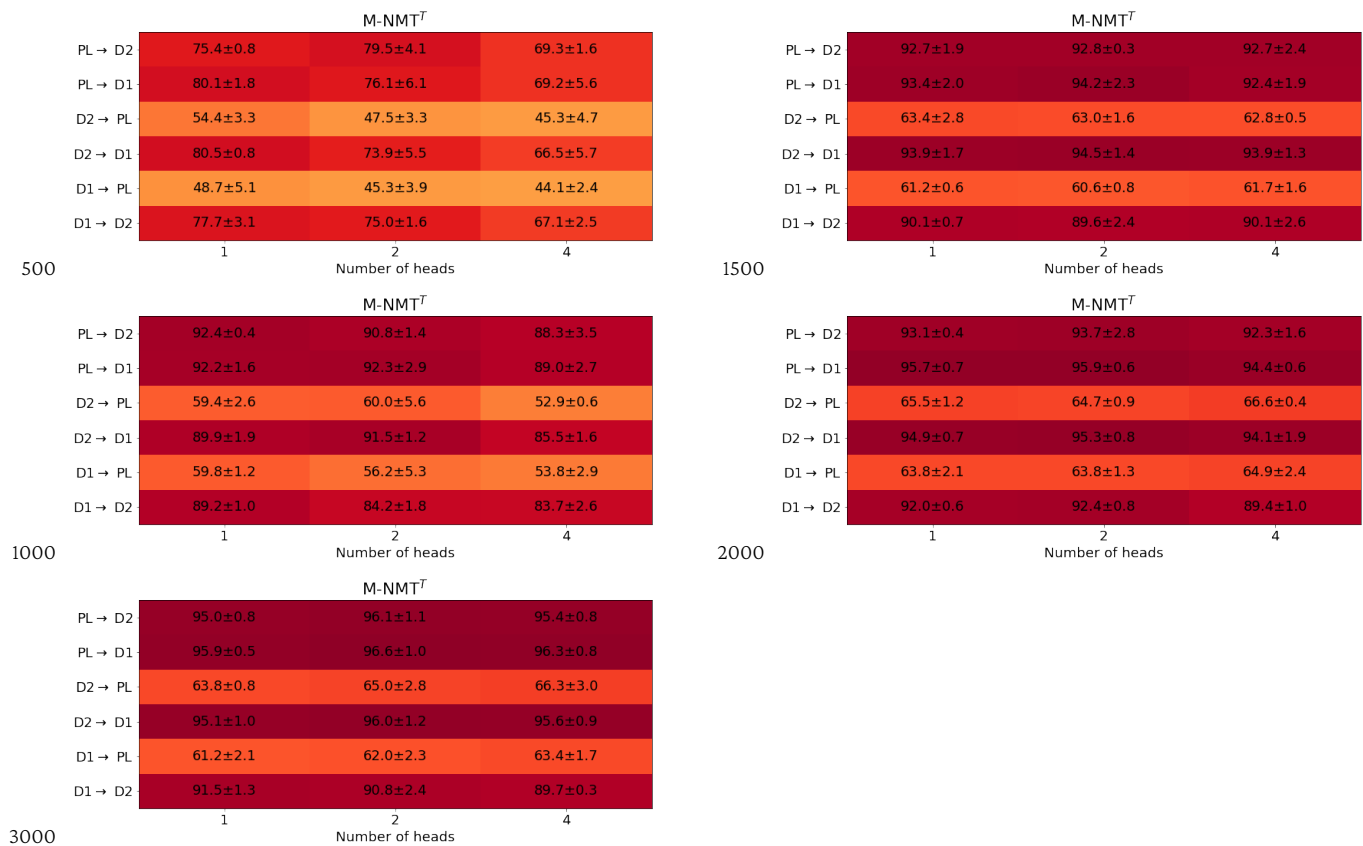 M-NMT^T
PL → D2 75.4±0.8 79.5±4.1 69.3±1.6
PL → D1 80.1±1.8 76.1±6.1 69.2±5.6
D2 → PL 54.4±3.3 47.5±3.3 45.3±4.7
D2 → D1 80.5±0.8 73.9±5.5 66.5±5.7
D1 → PL 48.7±5.1 45.3±3.9 44.1±2.4
D1 → D2 77.7±3.1 75.0±1.6 67.1±2.5
1 2 4
500 Number of heads
M-NMT^T
PL → D2 92.7±1.9 92.8±0.3 92.7±2.4
PL → D1 93.4±2.0 94.2±2.3 92.4±1.9
D2 → PL 63.4±2.8 63.0±1.6 62.8±0.5
D2 → D1 93.9±1.7 94.5±1.4 93.9±1.3
D1 → PL 61.2±0.6 60.6±0.8 61.7±1.6
D1 → D2 90.1±0.7 89.6±2.4 90.1±2.6
1 2 4
1500 Number of heads
M-NMT^T
PL → D2 92.4±0.4 90.8±1.4 88.3±3.5
PL → D1 92.2±1.6 92.3±2.9 89.0±2.7
D2 → PL 59.4±2.6 60.0±5.6 52.9±0.6
D2 → D1 89.9±1.9 91.5±1.2 85.5±1.6
D1 → PL 59.8±1.2 56.2±5.3 53.8±2.9
D1 → D2 89.2±1.0 84.2±1.8 83.7±2.6
1 2 4
1000 Number of heads
M-NMT^T
PL → D2 93.1±0.4 93.7±2.8 92.3±1.6
PL → D1 95.7±0.7 95.9±0.6 94.4±0.6
D2 → PL 65.5±1.2 64.7±0.9 66.6±0.4
D2 → D1 94.9±0.7 95.3±0.8 94.1±1.9
D1 → PL 63.8±2.1 63.8±1.3 64.9±2.4
D1 → D2 92.0±0.6 92.4±0.8 89.4±1.0
1 2 4
2000 Number of heads
M-NMT^T
PL → D2 95.0±0.8 96.1±1.1 95.4±0.8
PL → D1 95.9±0.5 96.6±1.0 96.3±0.8
D2 → PL 63.8±0.8 65.0±2.8 66.3±3.0
D2 → D1 95.1±1.0 96.0±1.2 95.6±0.9
D1 → PL 61.2±2.1 62.0±2.3 63.4±1.7
D1 → D2 91.5±1.3 90.8±2.4 89.7±0.3
1 2 4
3000 Number of heads